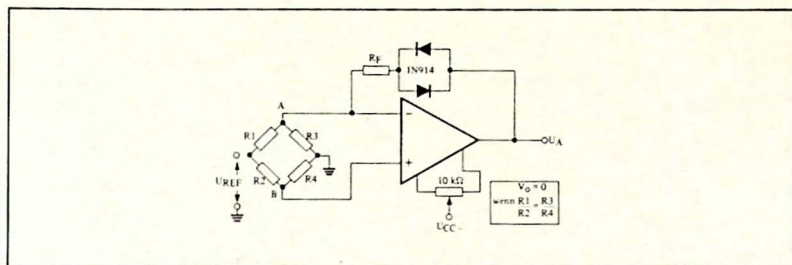 RF
1N914
A
R1
R3
R2
R4
B
UREF
−
+
UA
10 kΩ
UCC −
Vo = 0
wenn R1 = R3
R2 R4